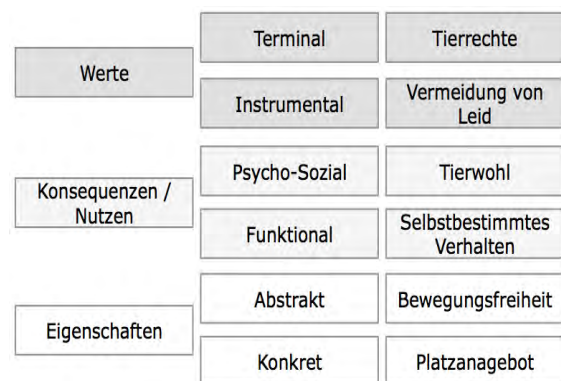 Werte
Terminal
Tierrechte
Instrumental
Vermeidung von
Leid
Konsequenzen /
Nutzen
Psycho-Sozial
Tierwohl
Funktional
Selbstbestimmtes
Verhalten
Eigenschaften
Abstrakt
Bewegungsfreiheit
Konkret
Platzanagebot